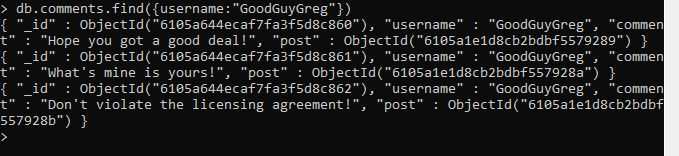 > db.comments.find({username:"GoodGuyGreg"})
{ "_id" : ObjectId("6105a644ecaf7fa3f5d8c860"), "username" : "GoodGuyGreg", "commen
t" : "Hope you got a good deal!", "post" : ObjectId("6105a1e1d8cb2bdbf5579289") }
{ "_id" : ObjectId("6105a644ecaf7fa3f5d8c861"), "username" : "GoodGuyGreg", "commen
t" : "What's mine is yours!", "post" : ObjectId("6105a1e1d8cb2bdbf557928a") }
{ "_id" : ObjectId("6105a644ecaf7fa3f5d8c862"), "username" : "GoodGuyGreg", "commen
t" : "Don't violate the licensing agreement!", "post" : ObjectId("6105a1e1d8cb2bdbf
557928b") }
>